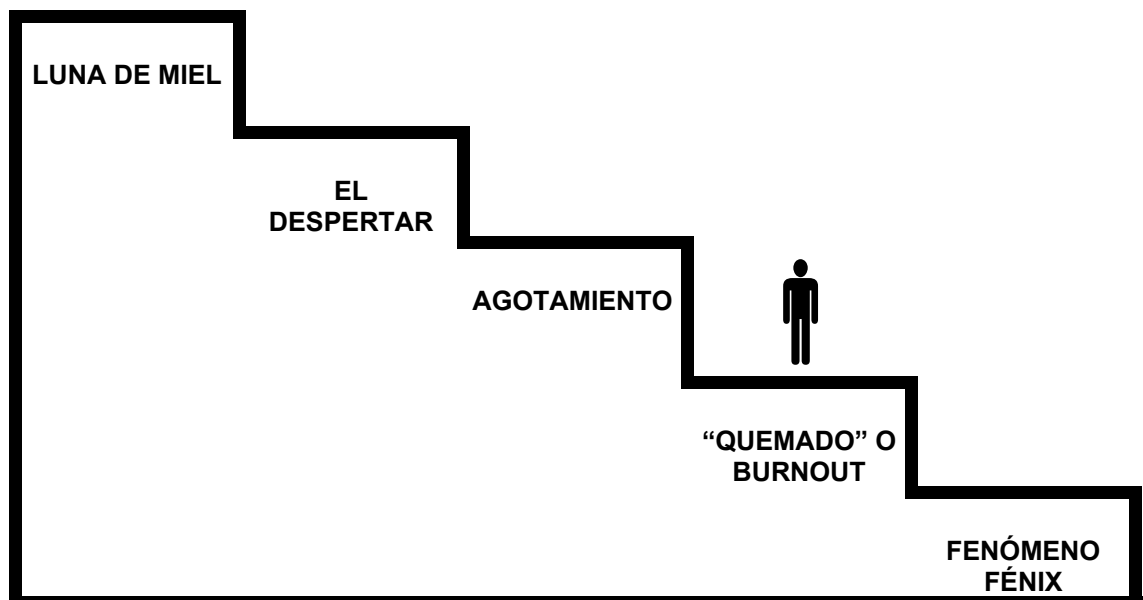 LUNA DE MIEL
EL
DESPERTAR
AGOTAMIENTO
“QUEMADO” O
BURNOUT
FENÓMENO
FÉNIX